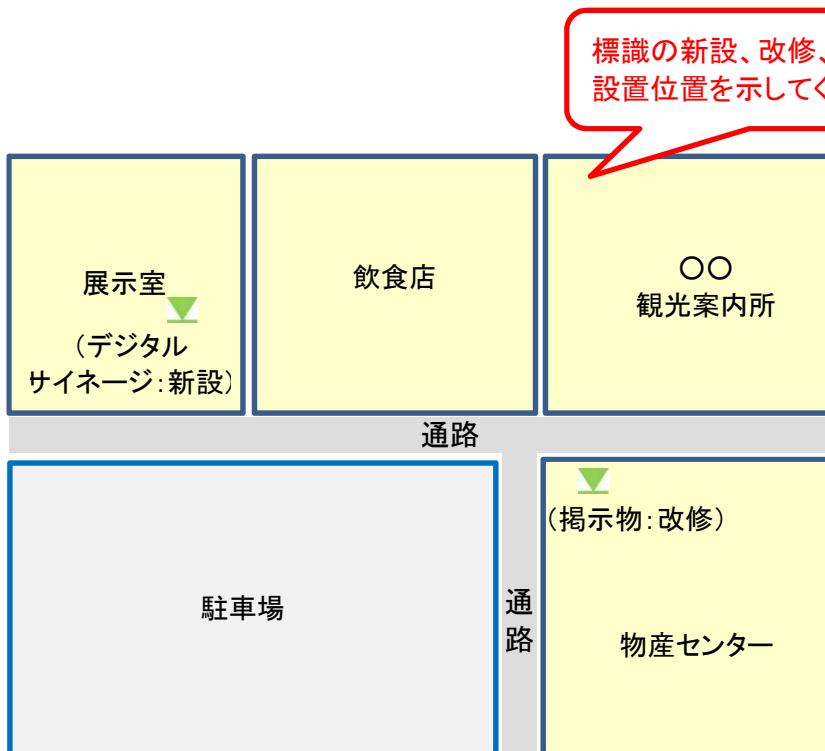 標識の新設、改修、
設置位置を示してく
展示室
(デジタル
サイネージ:新設)
飲食店
〇〇
観光案内所
通路
(掲示物:改修)
駐車場
通
路
物産センター